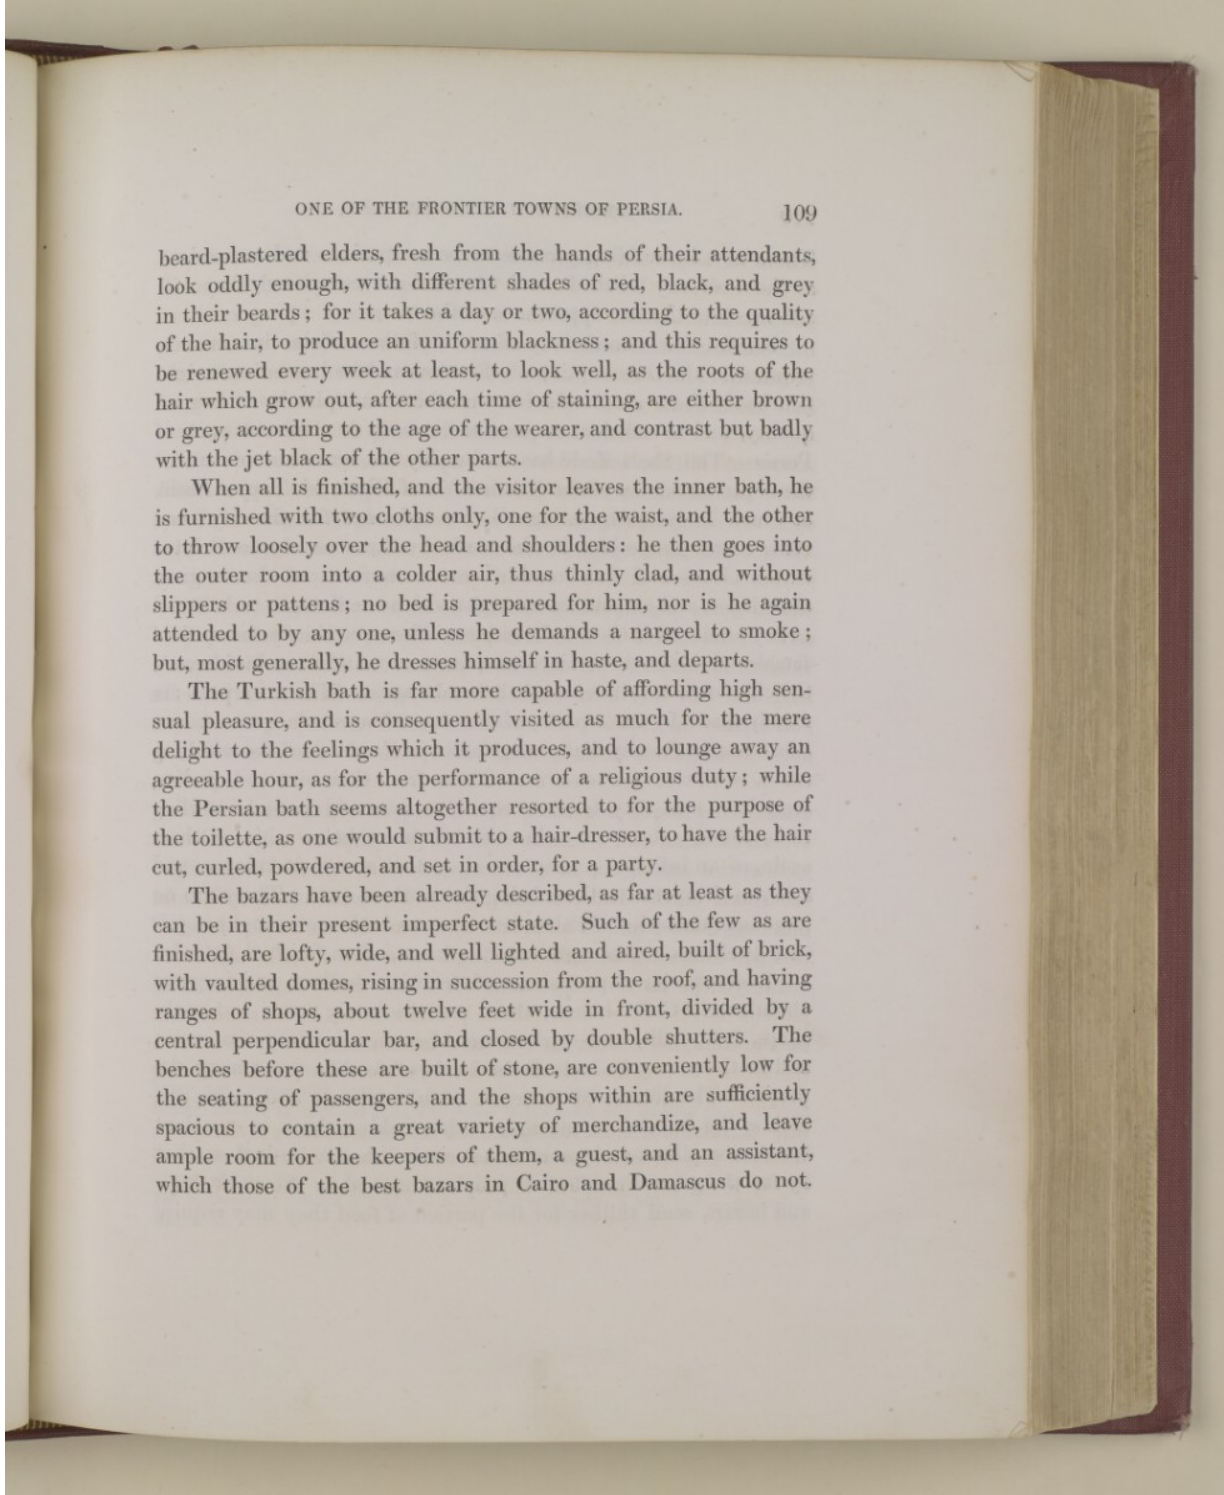 ONE OF THE FRONTIER TOWNS OF PERSIA. 109
beard-plastered elders, fresh from the hands of their attendants,
look oddly enough, with different shades of red, black, and grey
in their beards; for it takes a day or two, according to the quality
of the hair, to produce an uniform blackness; and this requires to
be renewed every week at least, to look well, as the roots of the
hair which grow out, after each time of staining, are either brown
or grey, according to the age of the wearer, and contrast but badly
with the jet black of the other parts.
When all is finished, and the visitor leaves the inner bath, he
is furnished with two cloths only, one for the waist, and the other
to throw loosely over the head and shoulders: he then goes into
the outer room into a colder air, thus thinly clad, and without
slippers or pattens; no bed is prepared for him, nor is he again
attended to by any one, unless he demands a nargeel to smoke;
but, most generally, he dresses himself in haste, and departs.
The Turkish bath is far more capable of affording high sen-
sual pleasure, and is consequently visited as much for the mere
delight to the feelings which it produces, and to lounge away an
agreeable hour, as for the performance of a religious duty; while
the Persian bath seems altogether resorted to for the purpose of
the toilette, as one would submit to a hair-dresser, to have the hair
cut, curled, powdered, and set in order, for a party.
The bazars have been already described, as far at least as they
can be in their present imperfect state. Such of the few as are
finished, are lofty, wide, and well lighted and aired, built of brick,
with vaulted domes, rising in succession from the roof, and having
ranges of shops, about twelve feet wide in front, divided by a
central perpendicular bar, and closed by double shutters. The
benches before these are built of stone, are conveniently low for
the seating of passengers, and the shops within are sufficiently
spacious to contain a great variety of merchandize, and leave
ample room for the keepers of them, a guest, and an assistant,
which those of the best bazars in Cairo and Damascus do not.